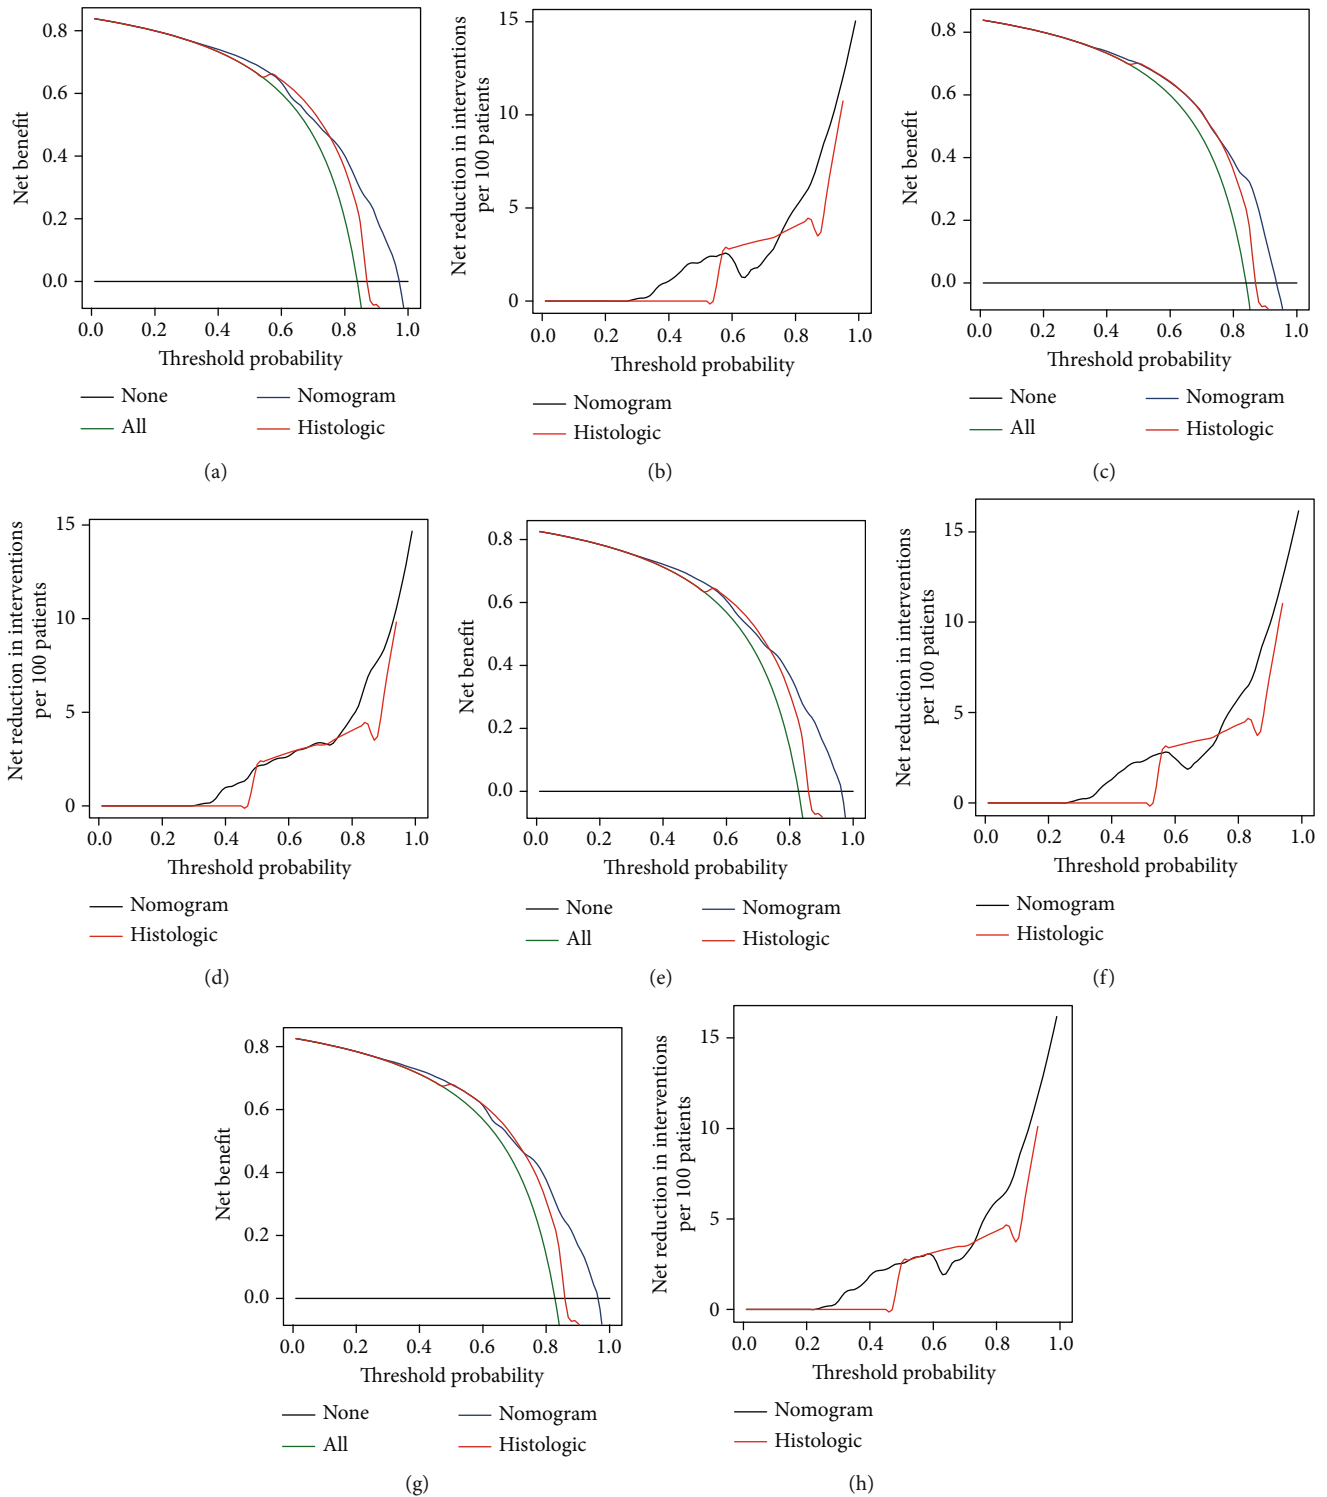 Net benefit
0.8
0.6
0.4
0.2
0.0
0.0 0.2 0.4 0.6 0.8 1.0
Threshold probability
None Nomogram
All Histologic
(a)
Net reduction in interventions
per 100 patients
15
10
5
0
0.0 0.2 0.4 0.6 0.8 1.0
Threshold probability
Nomogram
Histologic
(b)
Net benefit
0.8
0.6
0.4
0.2
0.0
0.0 0.2 0.4 0.6 0.8 1.0
Threshold probability
None Nomogram
All Histologic
(c)
Net reduction in interventions
per 100 patients
15
10
5
0
0.0 0.2 0.4 0.6 0.8 1.0
Threshold probability
Nomogram
Histologic
(d)
Net benefit
0.8
0.6
0.4
0.2
0.0
0.0 0.2 0.4 0.6 0.8 1.0
Threshold probability
None Nomogram
All Histologic
(e)
Net reduction in interventions
per 100 patients
15
10
5
0
0.0 0.2 0.4 0.6 0.8 1.0
Threshold probability
Nomogram
Histologic
(f)
Net benefit
0.8
0.6
0.4
0.2
0.0
0.0 0.2 0.4 0.6 0.8 1.0
Threshold probability
None Nomogram
All Histologic
(g)
Net reduction in interventions
per 100 patients
15
10
5
0
0.0 0.2 0.4 0.6 0.8 1.0
Threshold probability
Nomogram
Histologic
(h)